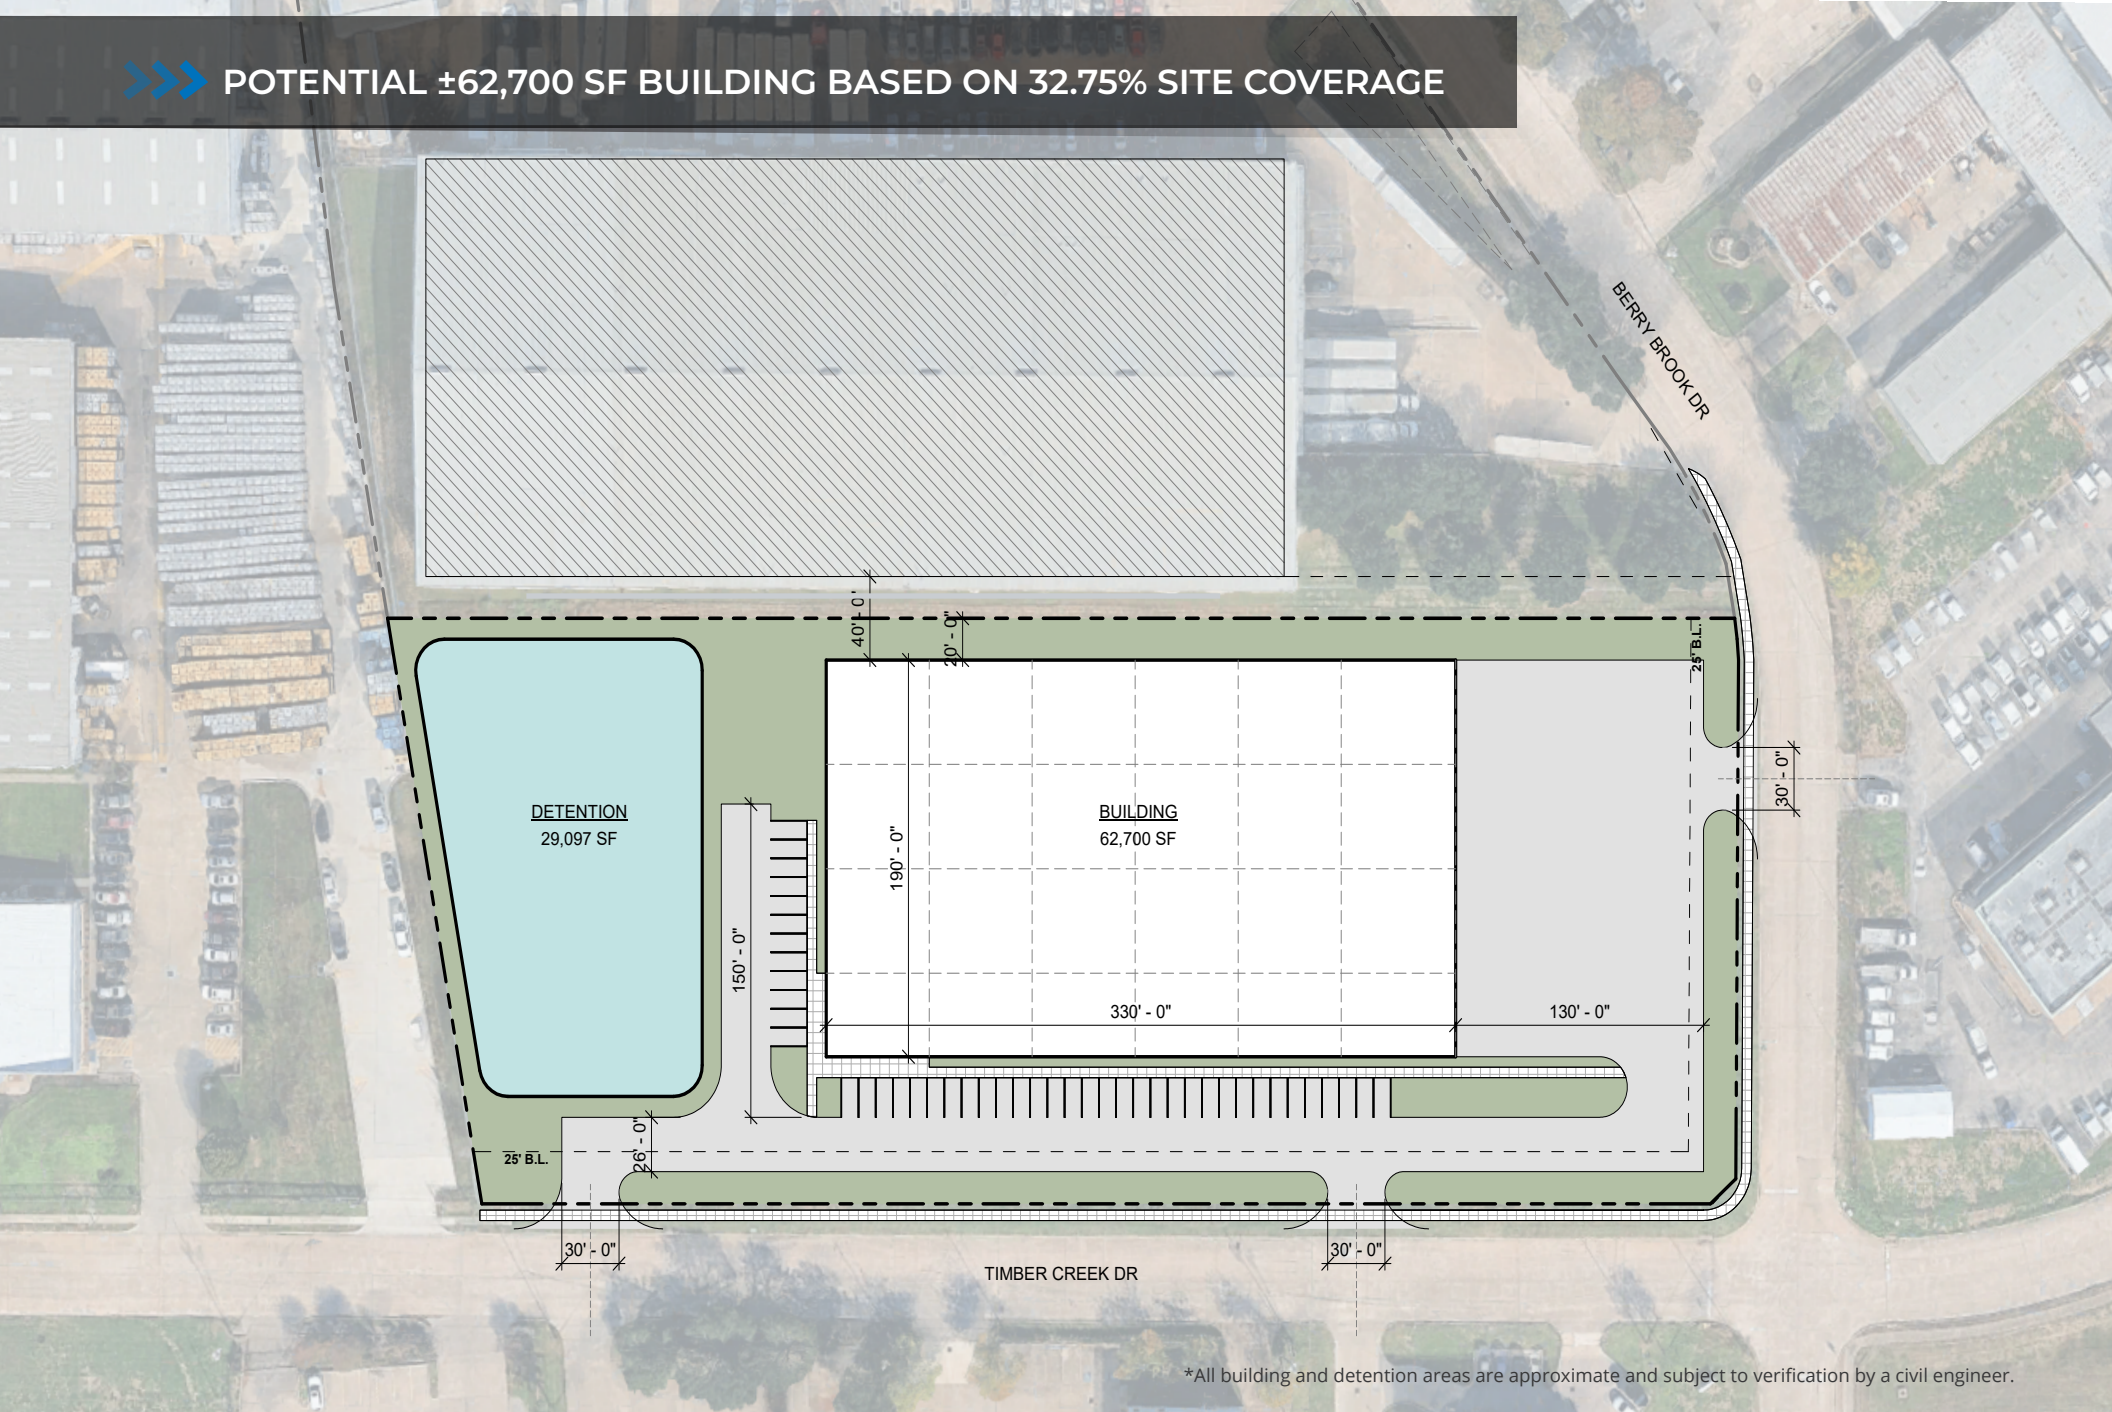 POTENTIAL ±62,700 SF BUILDING BASED ON 32.75% SITE COVERAGE
BERRY BROOK DR
40' - 0"
20' - 0"
25' B.L.
30' - 0"
DETENTION
29,097 SF
BUILDING
62,700 SF
190' - 0"
150' - 0"
330' - 0"
130' - 0"
26' - 0"
25' B.L.
30' - 0"
30' - 0"
TIMBER CREEK DR
*All building and detention areas are approximate and subject to verification by a civil engineer.